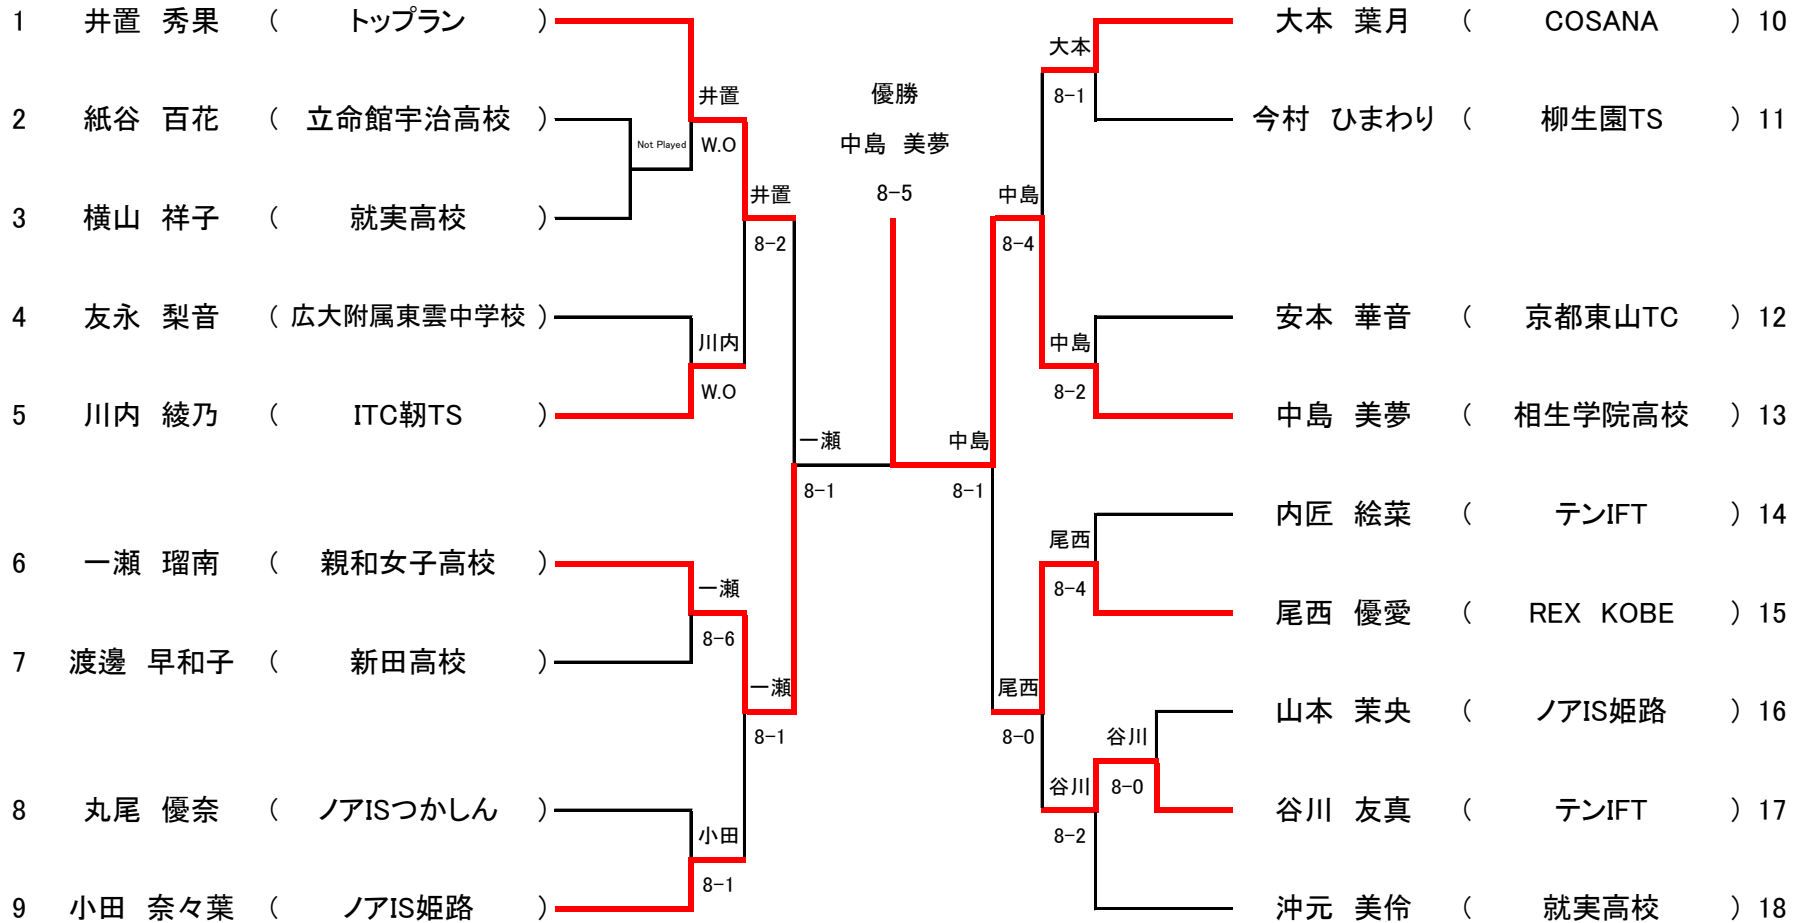 1 井置 秀果 ( トップラン )
2 紙谷 百花 ( 立命館宇治高校 )
3 横山 祥子 ( 就実高校 )
4 友永 梨音 ( 広大附属東雲中学校 )
5 川内 綾乃 ( ITC靭TS )
6 一瀬 瑠南 ( 親和女子高校 )
7 渡邊 早和子 ( 新田高校 )
8 丸尾 優奈 ( ノアISつかしん )
9 小田 奈々葉 ( ノアIS姫路 )
Not Played
井置
W.O
川内
W.O
一瀬
8-6
小田
8-1
井置
8-2
一瀬
8-1
一瀬
8-1
優勝
中島 美夢
8-5
中島
8-1
中島
8-4
尾西
8-0
大本
8-1
中島
8-2
尾西
8-4
谷川
8-2
谷川
8-0
大本 葉月 ( COSANA ) 10
今村 ひまわり ( 柳生園TS ) 11
安本 華音 ( 京都東山TC ) 12
中島 美夢 ( 相生学院高校 ) 13
内匠 絵菜 ( テンIFT ) 14
尾西 優愛 ( REX KOBE ) 15
山本 茉央 ( ノアIS姫路 ) 16
谷川 友真 ( テンIFT ) 17
沖元 美伶 ( 就実高校 ) 18